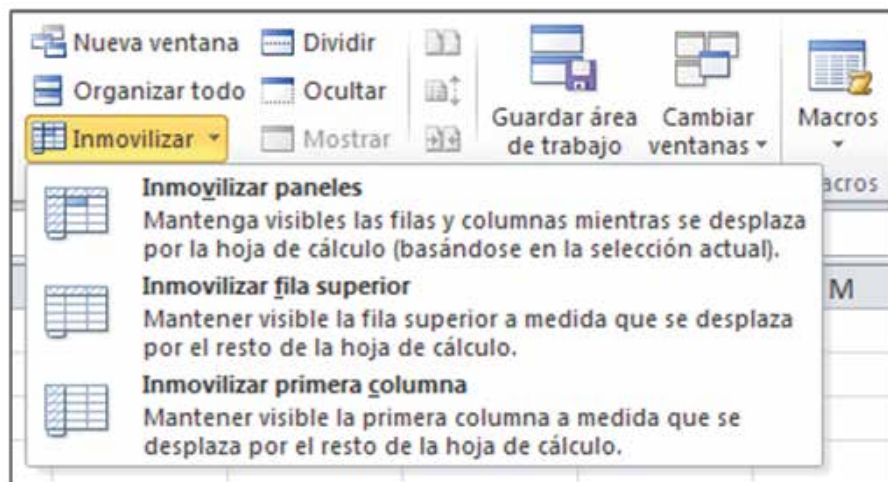 Nueva ventana
Dividir
Organizar todo
Ocultar
Inmovilizar
Mostrar
Guardar área
de trabajo
Cambiar
ventanas
Macros
acros
Inmovilizar paneles
Mantenga visibles las filas y columnas mientras se desplaza
por la hoja de cálculo (basándose en la selección actual).
Inmovilizar fila superior
Mantener visible la fila superior a medida que se desplaza
por el resto de la hoja de cálculo.
Inmovilizar primera columna
Mantener visible la primera columna a medida que se
desplaza por el resto de la hoja de cálculo.
M